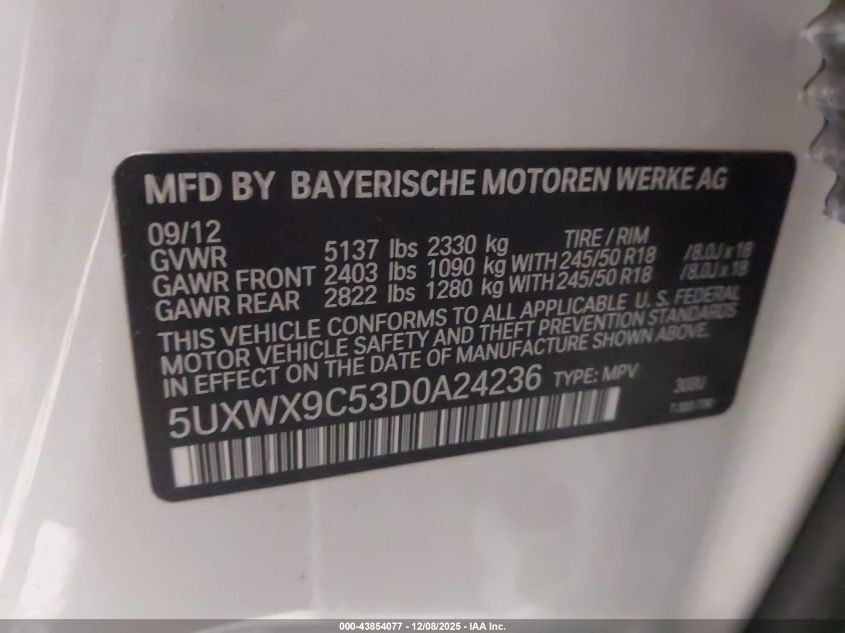 MFD BY BAYERISCHE MOTOREN WERKE AG
09/12 TIRE / RIM
GVWR 5137 lbs 2330 kg
GAWR FRONT 2403 lbs 1090 kg WITH 245/50 R18 /8.0J x 18
GAWR REAR 2822 lbs 1280 kg WITH 245/50 R18 /8.0J x 18
THIS VEHICLE CONFORMS TO ALL APPLICABLE U.S. FEDERAL
MOTOR VEHICLE SAFETY AND THEFT PREVENTION STANDARDS
IN EFFECT ON THE DATE OF MANUFACTURE SHOWN ABOVE.
5UXWX9C53D0A24236 TYPE: MPV
000-43854077 - 12/08/2025 - IAA Inc.